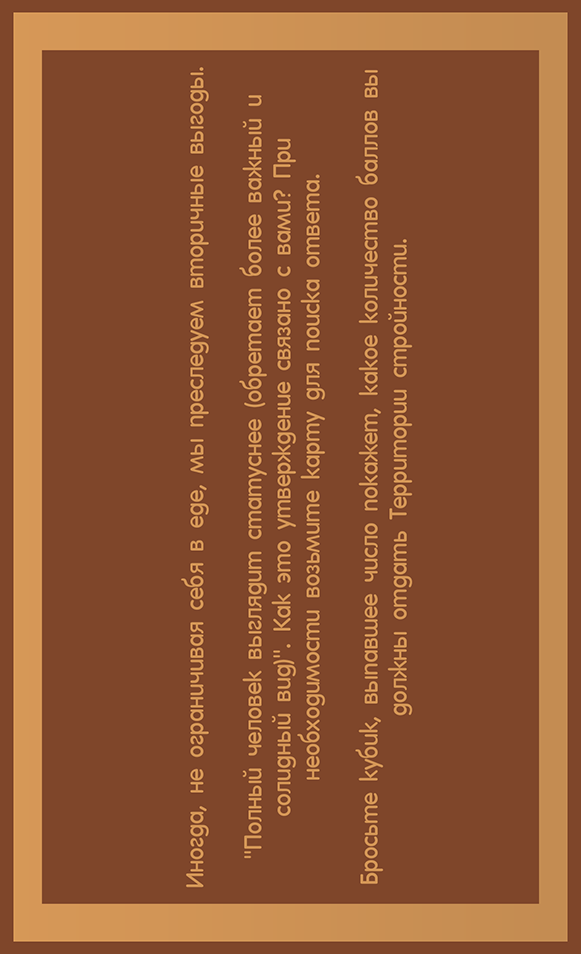 Иногда, не ограничивая себя в еде, мы преследуем вторичные выгоды.
"Полный человек выглядит статуснее (обретает более важный и
солидный вид)". Как это утверждение связано с вами? При
необходимости возьмите карту для поиска ответа.
Бросьте кубик, выпавшее число покажет, какое количество баллов вы
должны отдать Территории стройности.